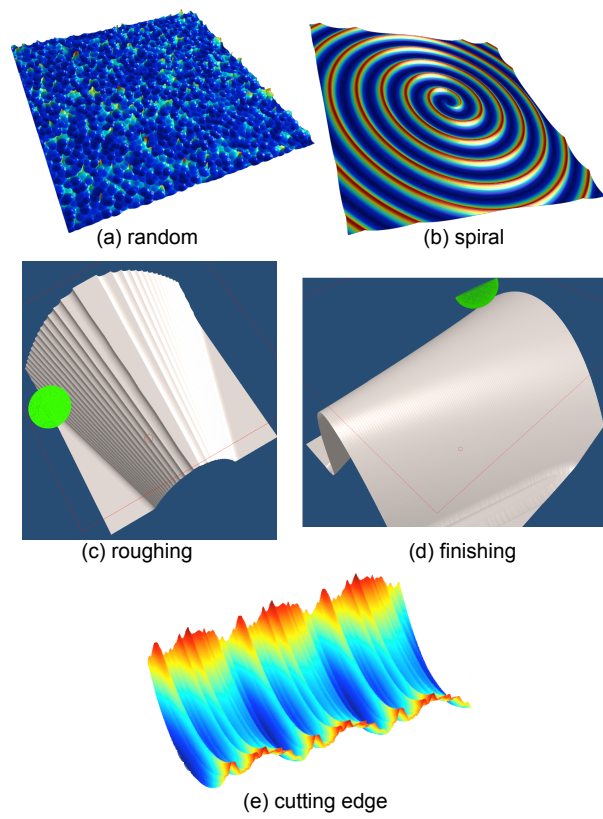 (a) random
(b) spiral
(c) roughing
(d) finishing
(e) cutting edge